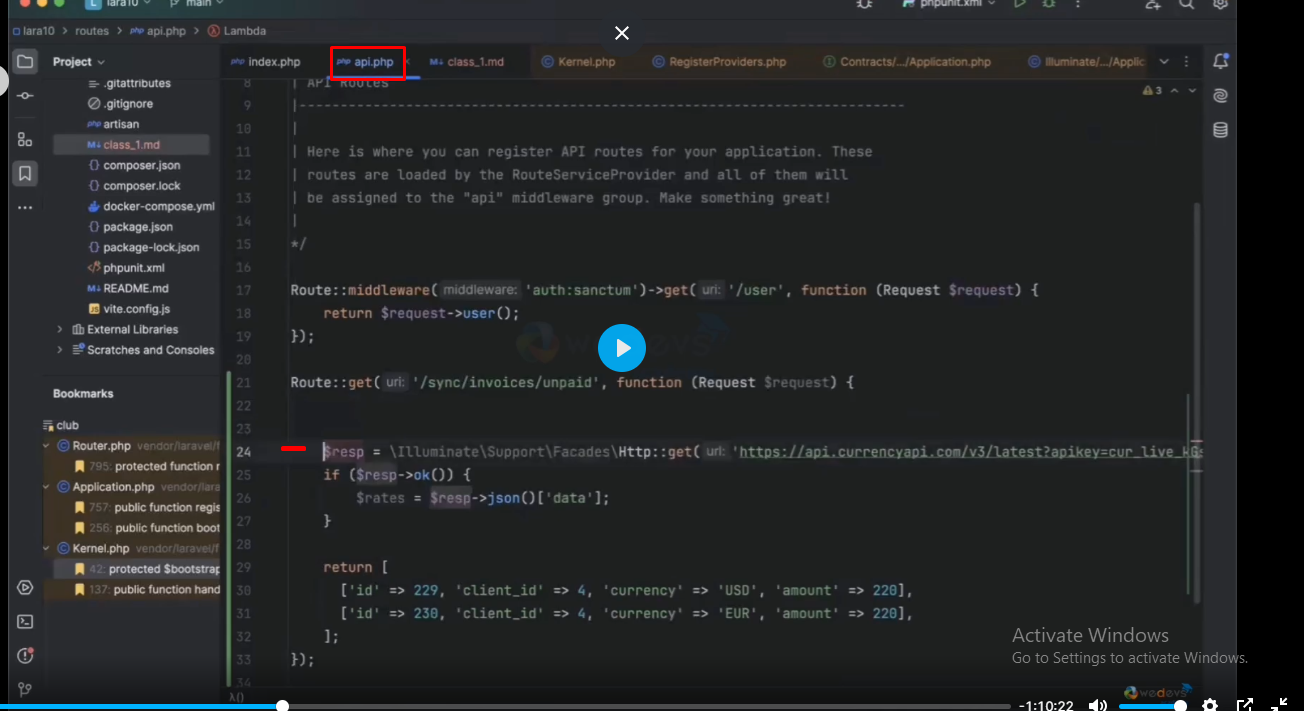 lara10 main phpunit.xml
lara10 > routes > php api.php > Lambda
Project
php index.php php api.php M↓ class_1.md Kernel.php RegisterProviders.php Contracts/.../Application.php Illuminate/.../Applic
.gitattributes
.gitignore
php artisan
M↓ class_1.md
{} composer.json
{} composer.lock
docker-compose.yml
{} package.json
{} package-lock.json
phpunit.xml
M↓ README.md
JS vite.config.js
External Libraries
Scratches and Consoles
Bookmarks
club
Router.php vendor/laravel/f
795: protected function r
Application.php vendor/lara
757: public function regis
256: public function boot
Kernel.php vendor/laravel/f
42: protected $bootstrap
137: public function hand
3
8 | API Routes
9 |--------------------------------------------------------------------------
10 |
11 | Here is where you can register API routes for your application. These
12 | routes are loaded by the RouteServiceProvider and all of them will
13 | be assigned to the "api" middleware group. Make something great!
14 |
15 */
16
17 Route::middleware( middleware: 'auth:sanctum')->get( uri: '/user', function (Request $request) {
18 return $request->user();
19 });
20
21 Route::get( uri: '/sync/invoices/unpaid', function (Request $request) {
22
23
24 $resp = \Illuminate\Support\Facades\Http::get( url: 'https://api.currencyapi.com/v3/latest?apikey=cur_live_kGs
25 if ($resp->ok()) {
26 $rates = $resp->json()['data'];
27 }
28
29 return [
30 ['id' => 229, 'client_id' => 4, 'currency' => 'USD', 'amount' => 220],
31 ['id' => 230, 'client_id' => 4, 'currency' => 'EUR', 'amount' => 220],
32 ];
33 });
34
λ()
Activate Windows
Go to Settings to activate Windows.
wedevs
-1:10:22